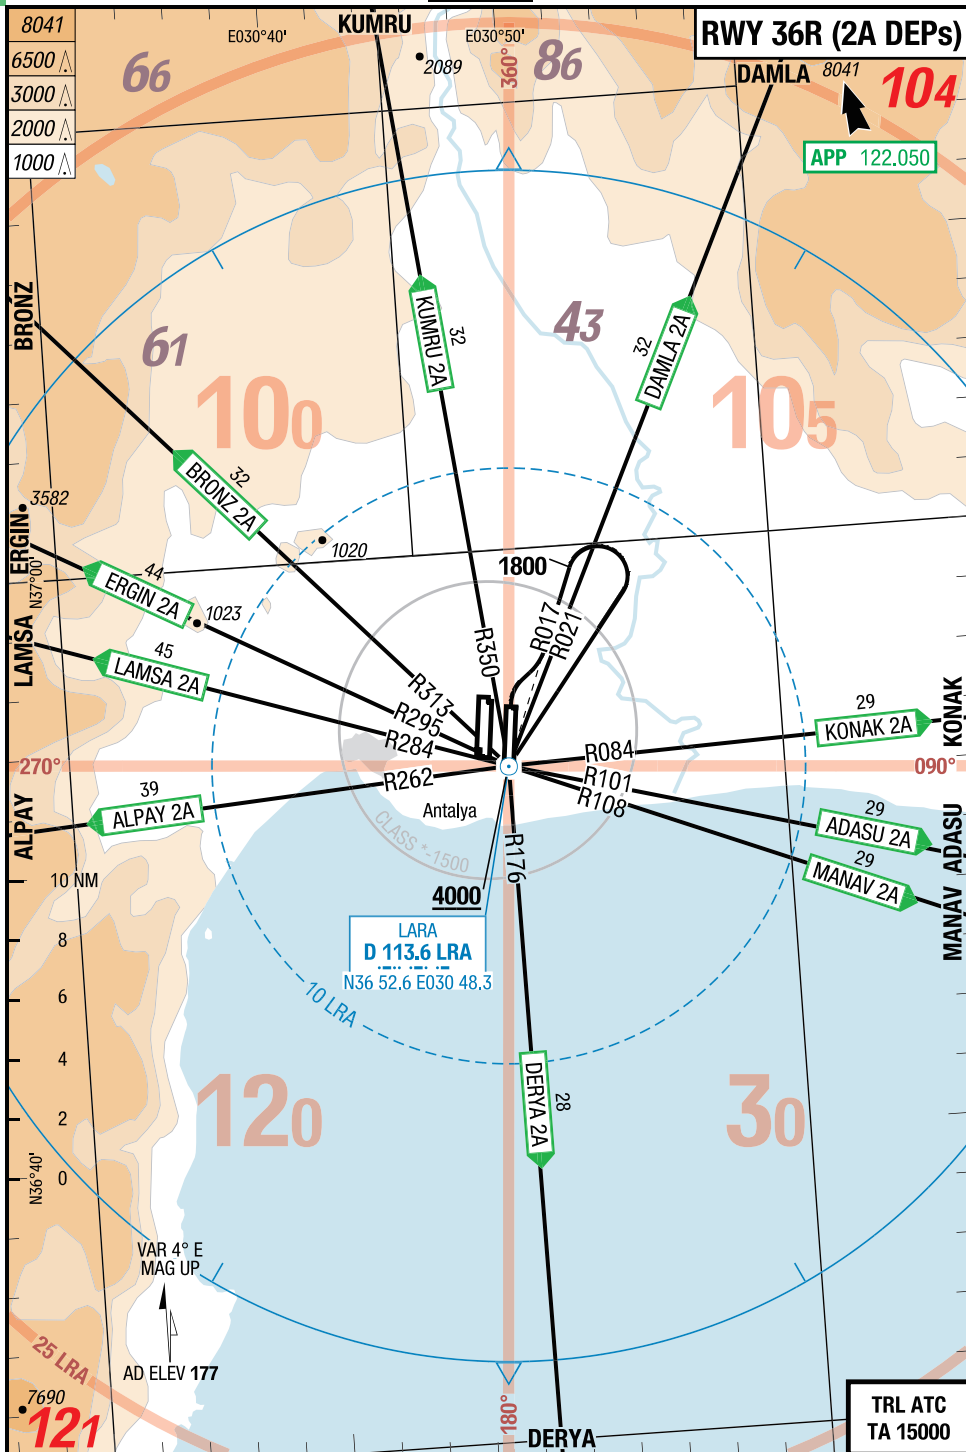 8041
6500
3000
2000
1000
KUMRU
E030°40'
E030°50'
RWY 36R (2A DEPs)
66
2089
360°
86
DAMLA
8041
104
APP 122.050
BRONZ
61
KUMRU 2A
32
43
32
DAMLA 2A
100
105
BRONZ 2A
32
3582
ERGIN
1020
1800
N37°00'
44
ERGIN 2A
1023
R017
R021
LAMSA
45
LAMSA 2A
R350
R313
R295
R284
KONAK
29
KONAK 2A
R084
270°
R262
R101
R108
090°
ALPAY
39
ALPAY 2A
Antalya
29
ADASU 2A
ADASU
CLASS *-1500
R176
29
MANAV 2A
MANAV
10 NM
4000
8
LARA
D 113.6 LRA
N36 52.6 E030 48.3
6
10 LRA
4
DERYA 2A
28
2
120
30
N36°40'
0
VAR 4° E
MAG UP
AD ELEV 177
25 LRA
7690
121
180°
DERYA
TRL ATC
TA 15000